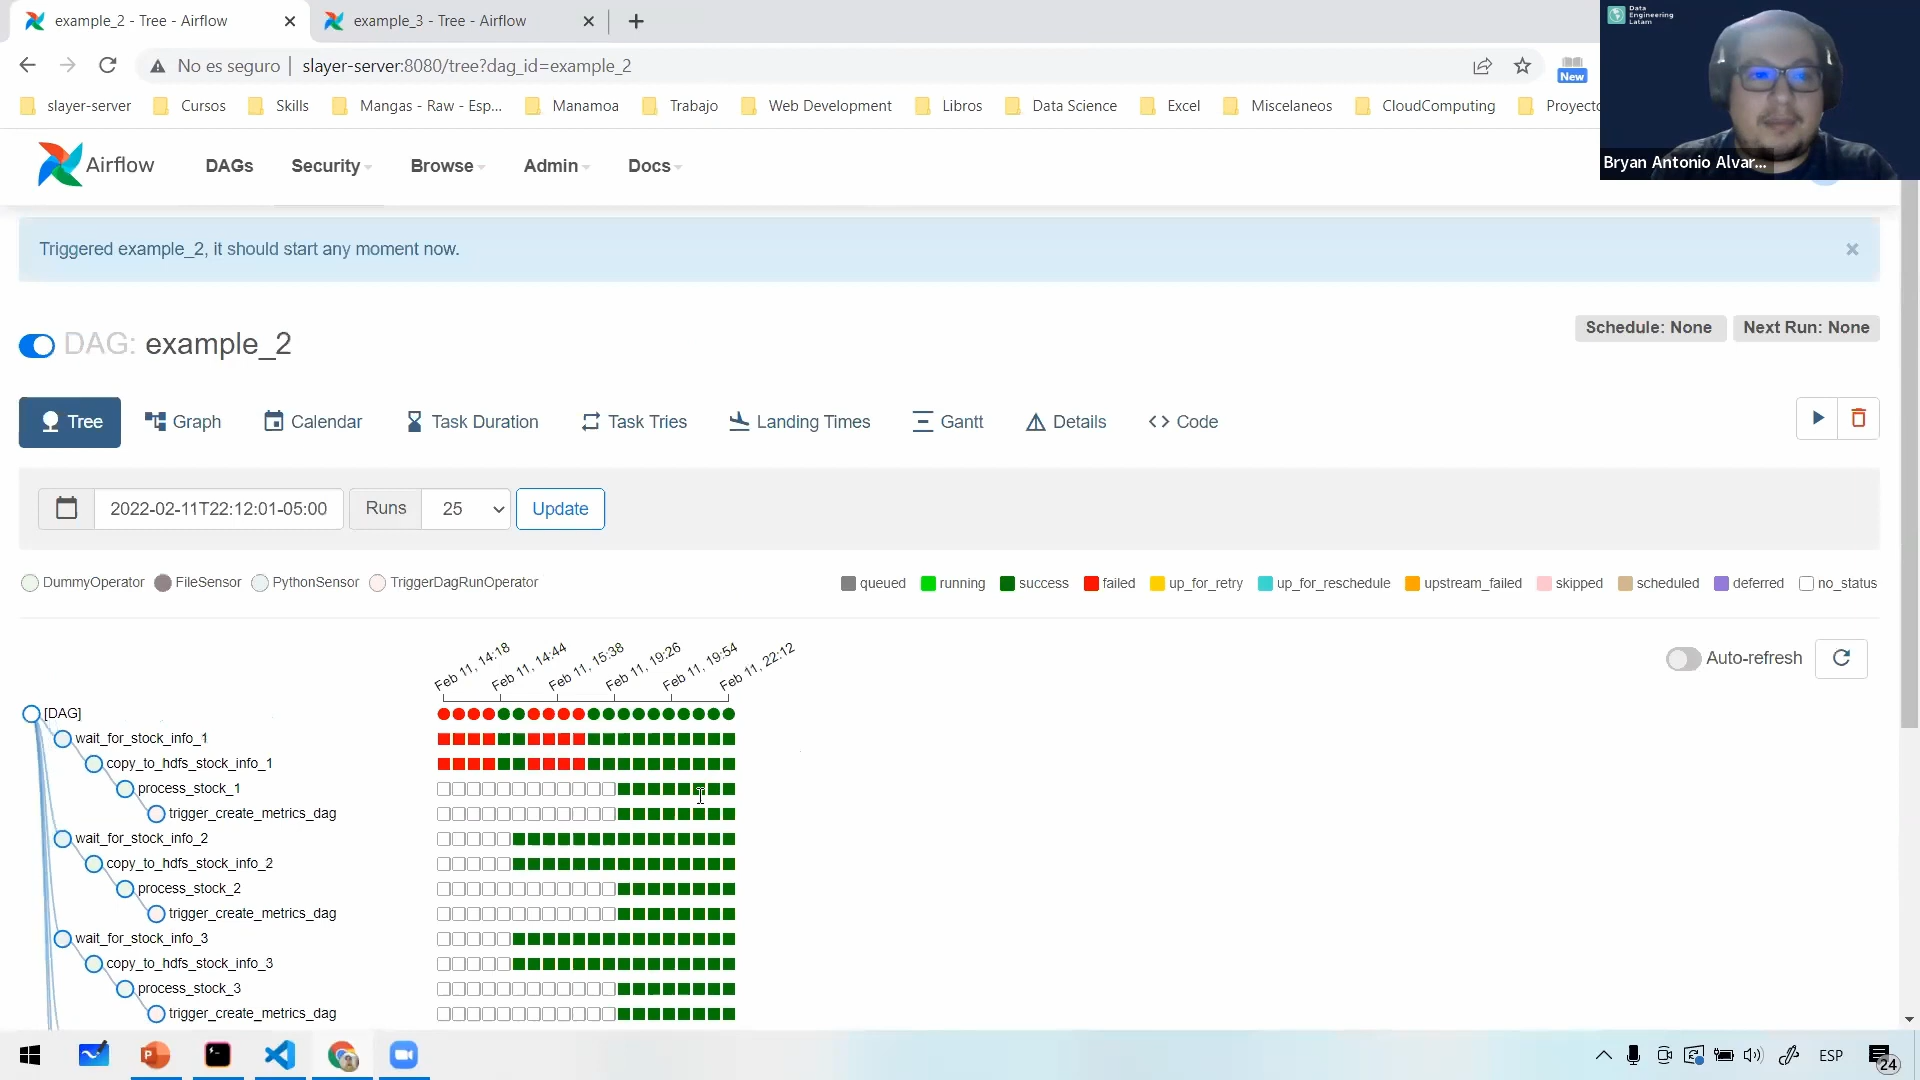 example_2 - Tree - Airflow
example_3 - Tree - Airflow
Data
Engineering
Latam
No es seguro
slayer-server:8080/tree?dag_id=example_2
New
slayer-server
Cursos
Skills
Mangas - Raw - Esp...
Manamoa
Trabajo
Web Development
Libros
Data Science
Excel
Miscelaneos
CloudComputing
Proyecto
Bryan Antonio Alvar...
Airflow
DAGs
Security
Browse
Admin
Docs
Triggered example_2, it should start any moment now.
DAG: example_2
Schedule: None
Next Run: None
Tree
Graph
Calendar
Task Duration
Task Tries
Landing Times
Gantt
Details
Code
2022-02-11T22:12:01-05:00
Runs
25
Update
DummyOperator
FileSensor
PythonSensor
TriggerDagRunOperator
queued
running
success
failed
up_for_retry
up_for_reschedule
upstream_failed
skipped
scheduled
deferred
no_status
Feb 11, 14:18
Feb 11, 14:44
Feb 11, 15:38
Feb 11, 19:26
Feb 11, 19:54
Feb 11, 22:12
Auto-refresh
[DAG]
wait_for_stock_info_1
copy_to_hdfs_stock_info_1
process_stock_1
trigger_create_metrics_dag
wait_for_stock_info_2
copy_to_hdfs_stock_info_2
process_stock_2
trigger_create_metrics_dag
wait_for_stock_info_3
copy_to_hdfs_stock_info_3
process_stock_3
trigger_create_metrics_dag
ESP
24